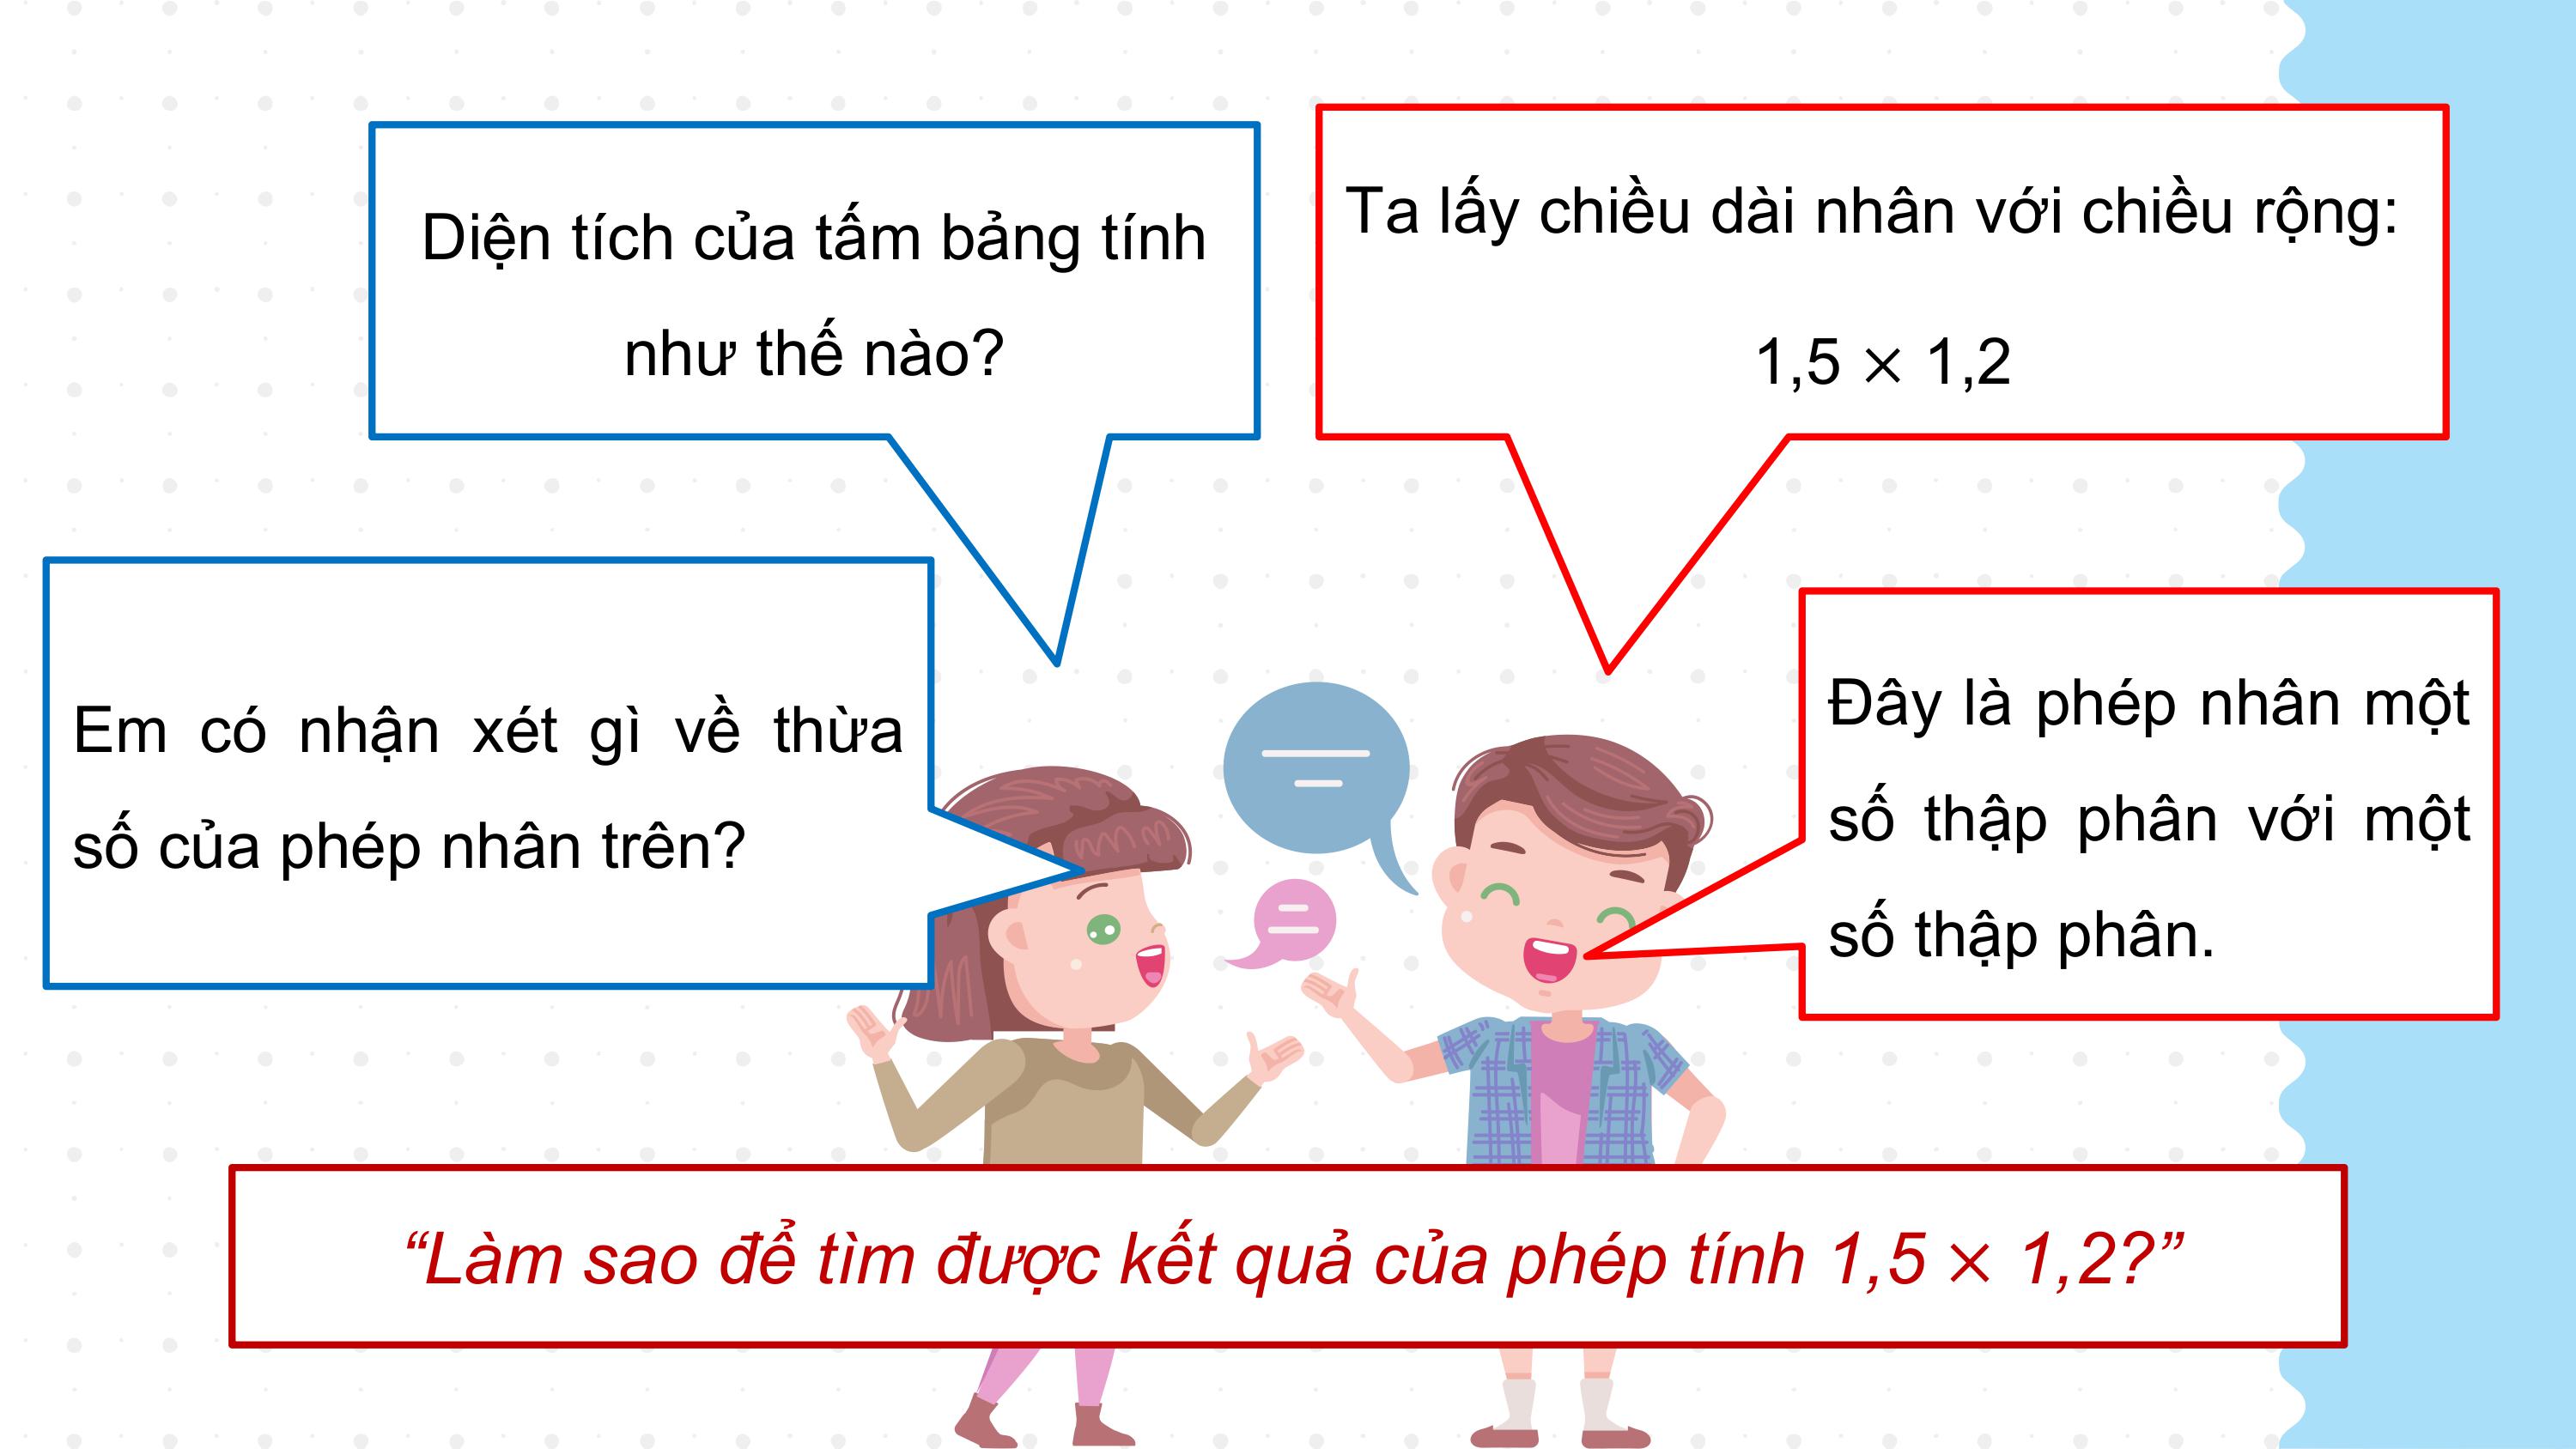 Diện tích của tấm bảng tính
như thế nào?
Ta lấy chiều dài nhân với chiều rộng:
1,5 × 1,2
Em có nhận xét gì về thừa
số của phép nhân trên?
Đây là phép nhân một
số thập phân với một
số thập phân.
“Làm sao để tìm được kết quả của phép tính 1,5 × 1,2?”